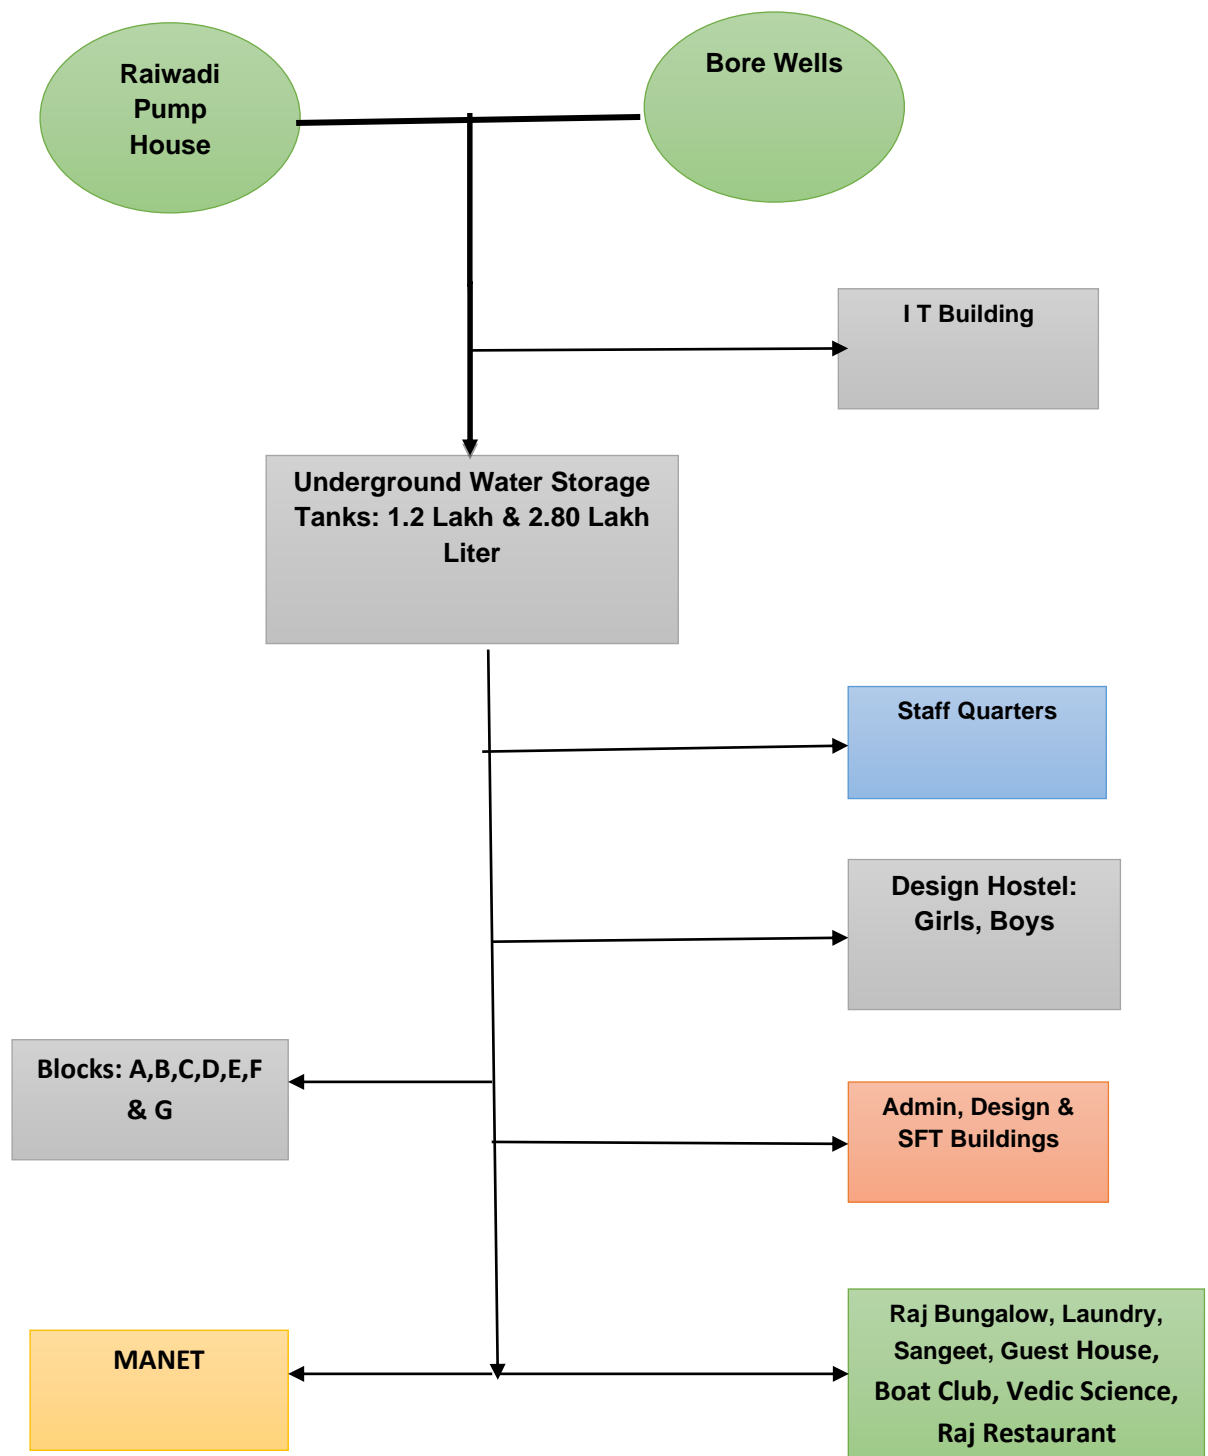 Raiwadi
Pump
House
Bore Wells
I T Building
Underground Water Storage
Tanks: 1.2 Lakh & 2.80 Lakh
Liter
Staff Quarters
Design Hostel:
Girls, Boys
Blocks: A,B,C,D,E,F
& G
Admin, Design &
SFT Buildings
MANET
Raj Bungalow, Laundry,
Sangeet, Guest House,
Boat Club, Vedic Science,
Raj Restaurant